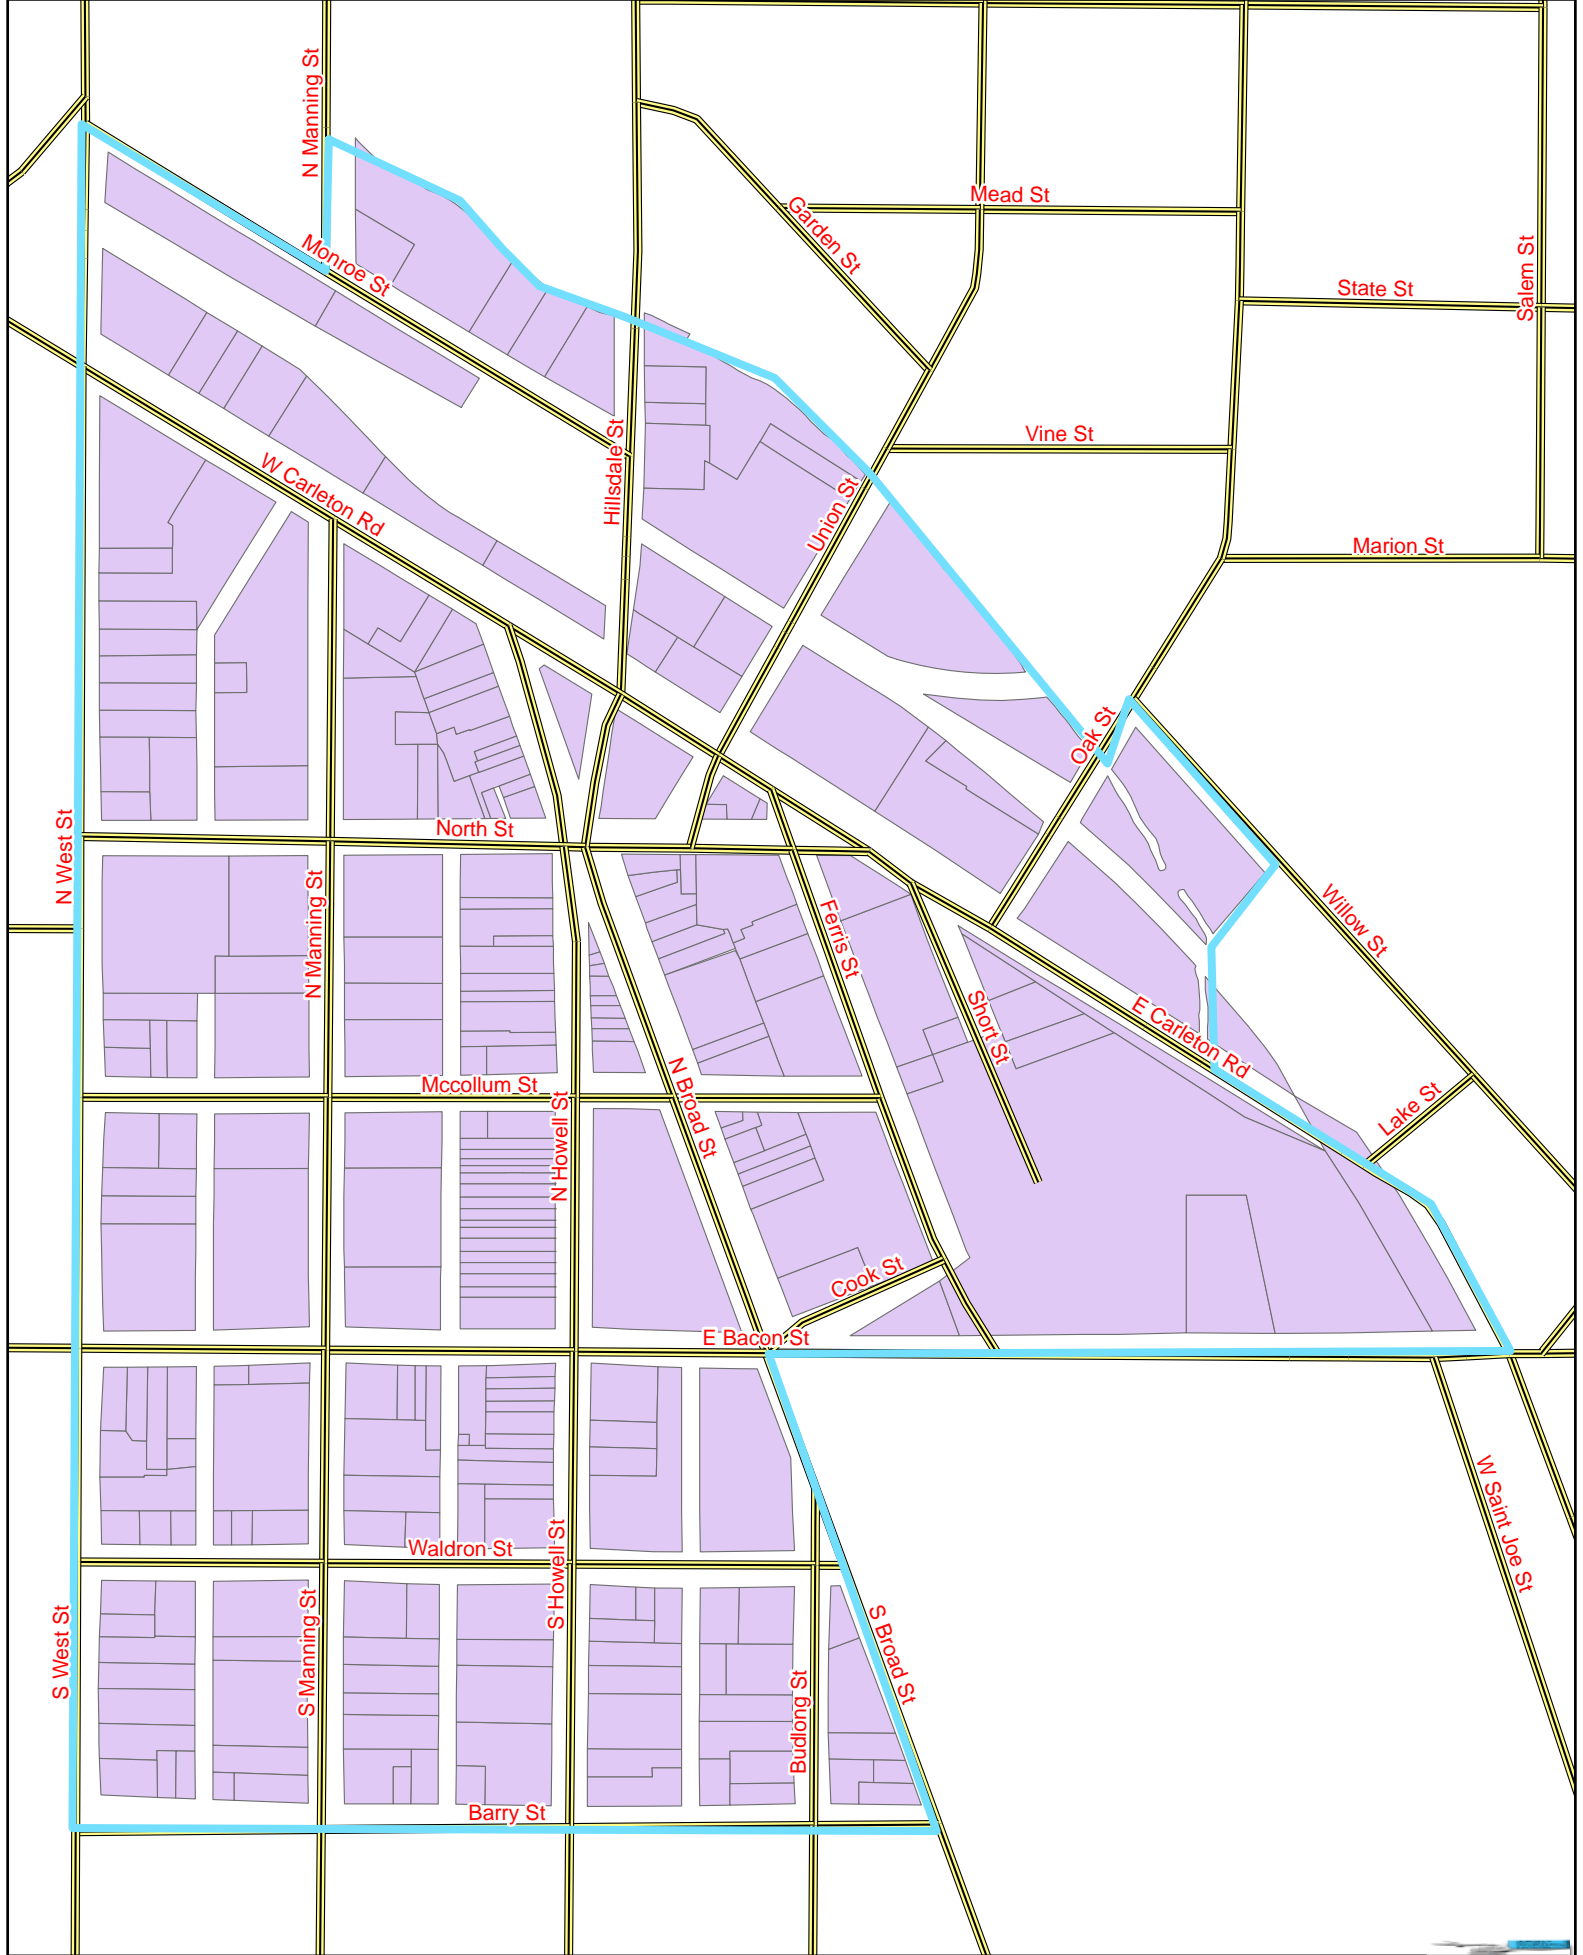 N Manning St
Mead St
Garden St
Salem St
Monroe St
State St
Vine St
Hillsdale St
W Carleton Rd
Union St
Marion St
Oak St
North St
N West St
N Manning St
Ferris St
Willow St
Short St
E Carleton Rd
Mccollum St
N Broad St
Lake St
N Howell St
Cook St
E Bacon St
W Saint Joe St
Waldron St
S Howell St
S West St
S Manning St
S Broad St
Budlong St
Barry St